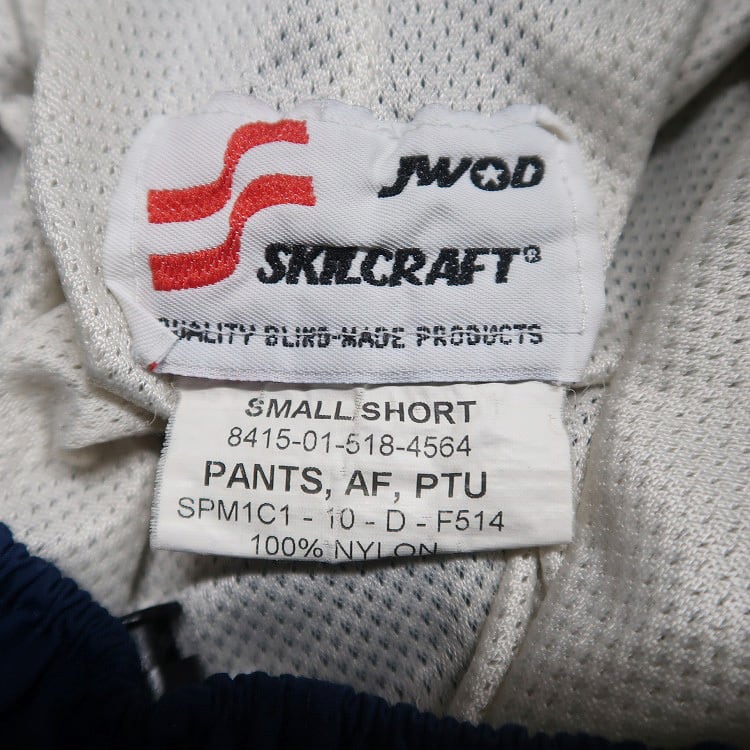 JWOD
SKILCRAFT®
QUALITY BLIND-MADE PRODUCTS
SMALL SHORT
8415-01-518-4564
PANTS, AF, PTU
SPM1C1 - 10 - D - F514
100% NYLON